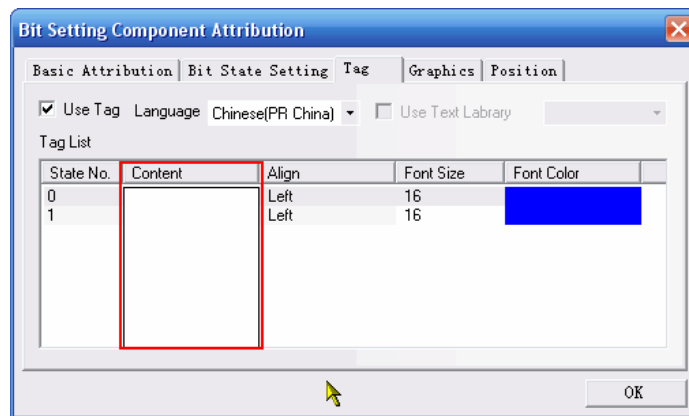 Bit Setting Component Attribution
Basic Attribution Bit State Setting Tag Graphics Position
Use Tag Language Chinese(PR China) Use Text Labrary
Tag List
State No. Content Align Font Size Font Color
0 Left 16
1 Left 16
OK